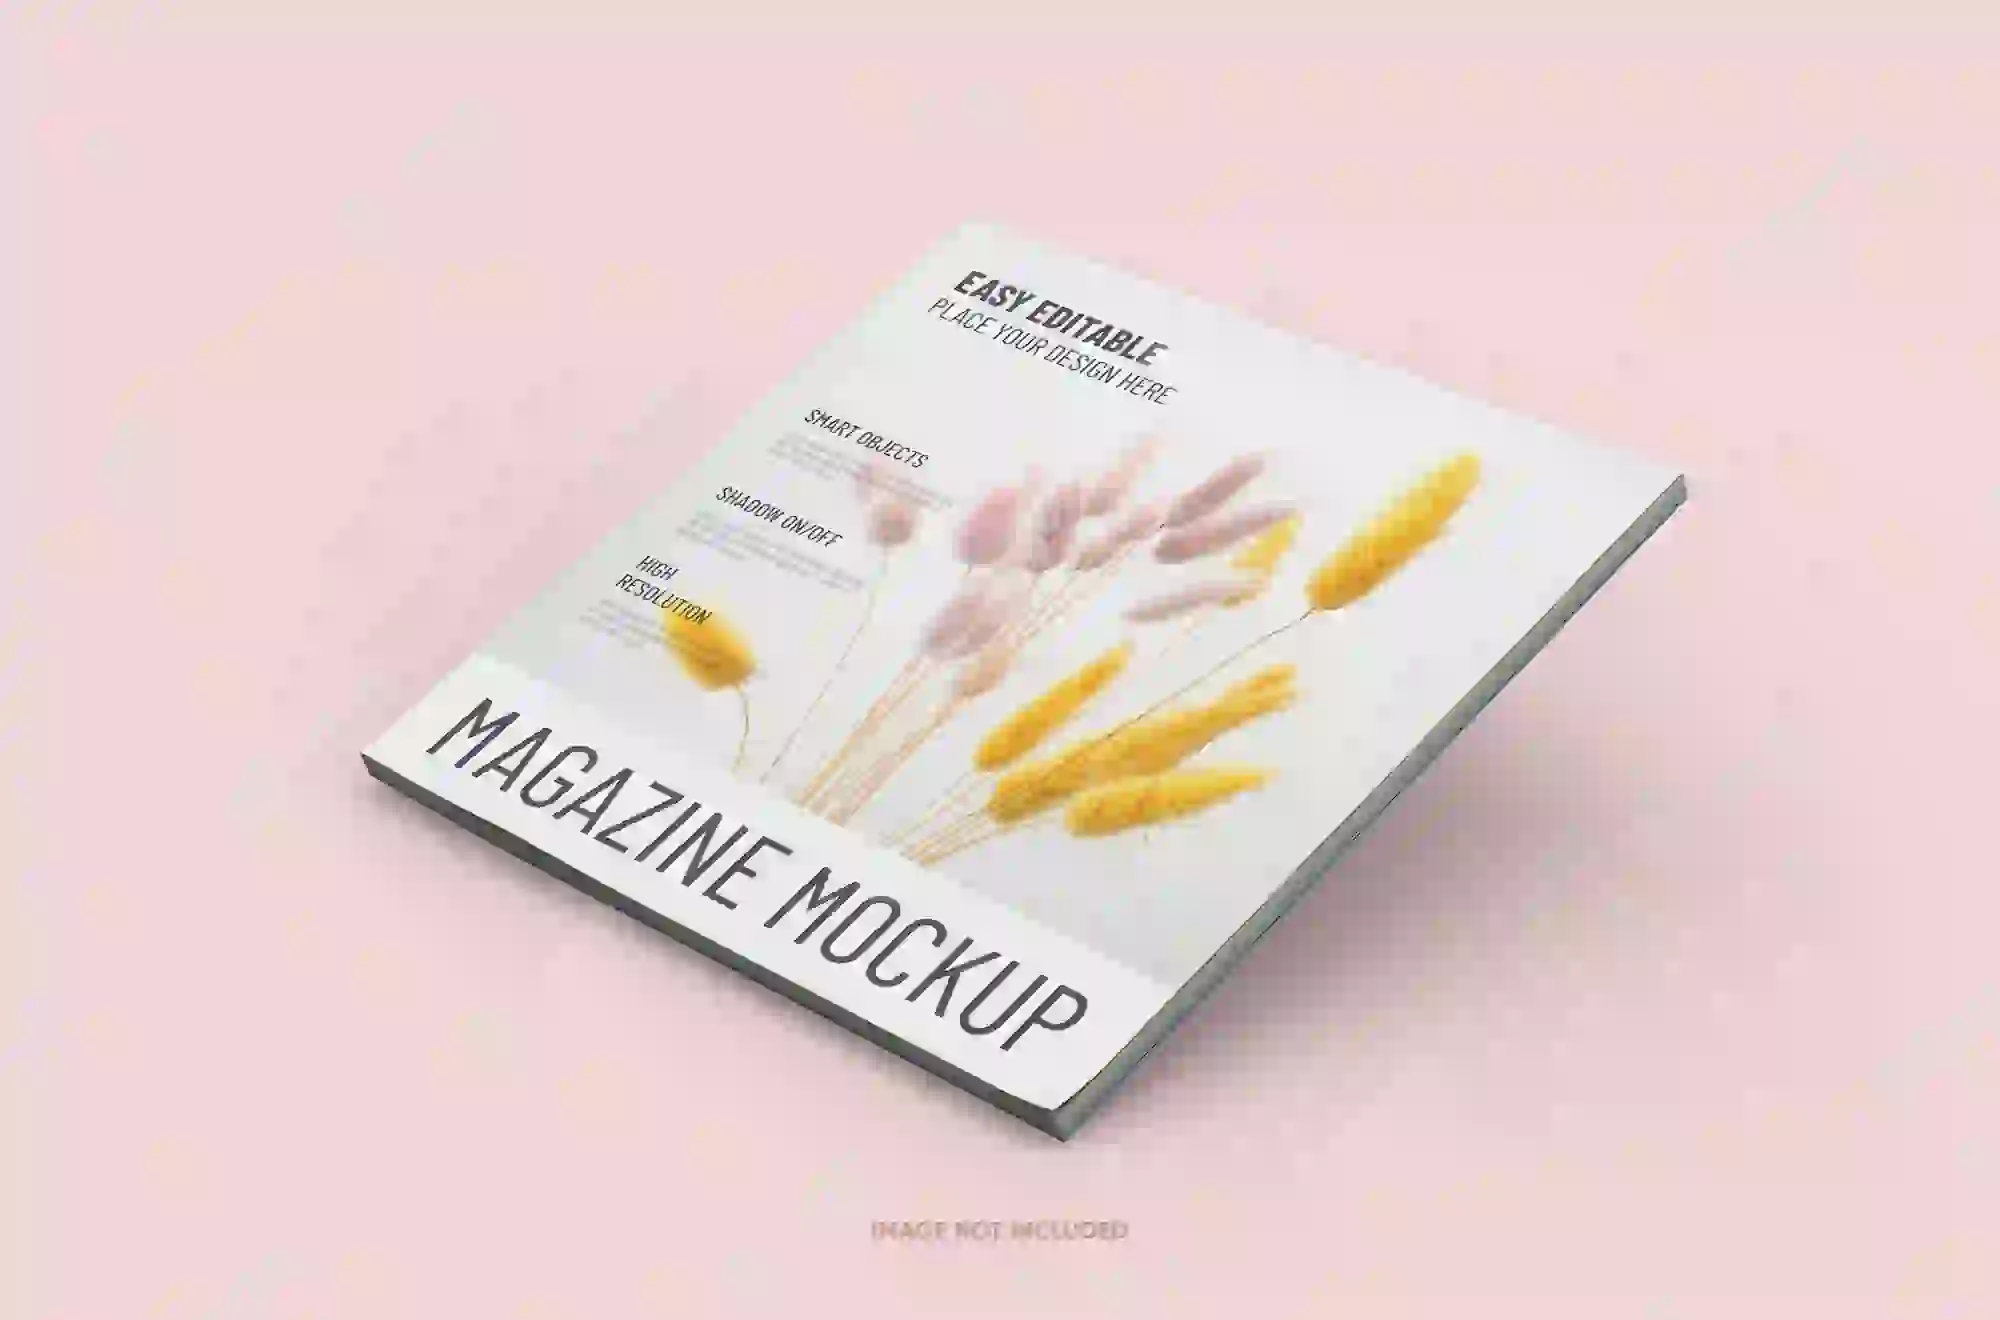 EASY EDITABLE
PLACE YOUR DESIGN HERE
SMART OBJECTS
SHADOW ON/OFF
HIGH
RESOLUTION
MAGAZINE MOCKUP
IMAGE NOT INCLUDED